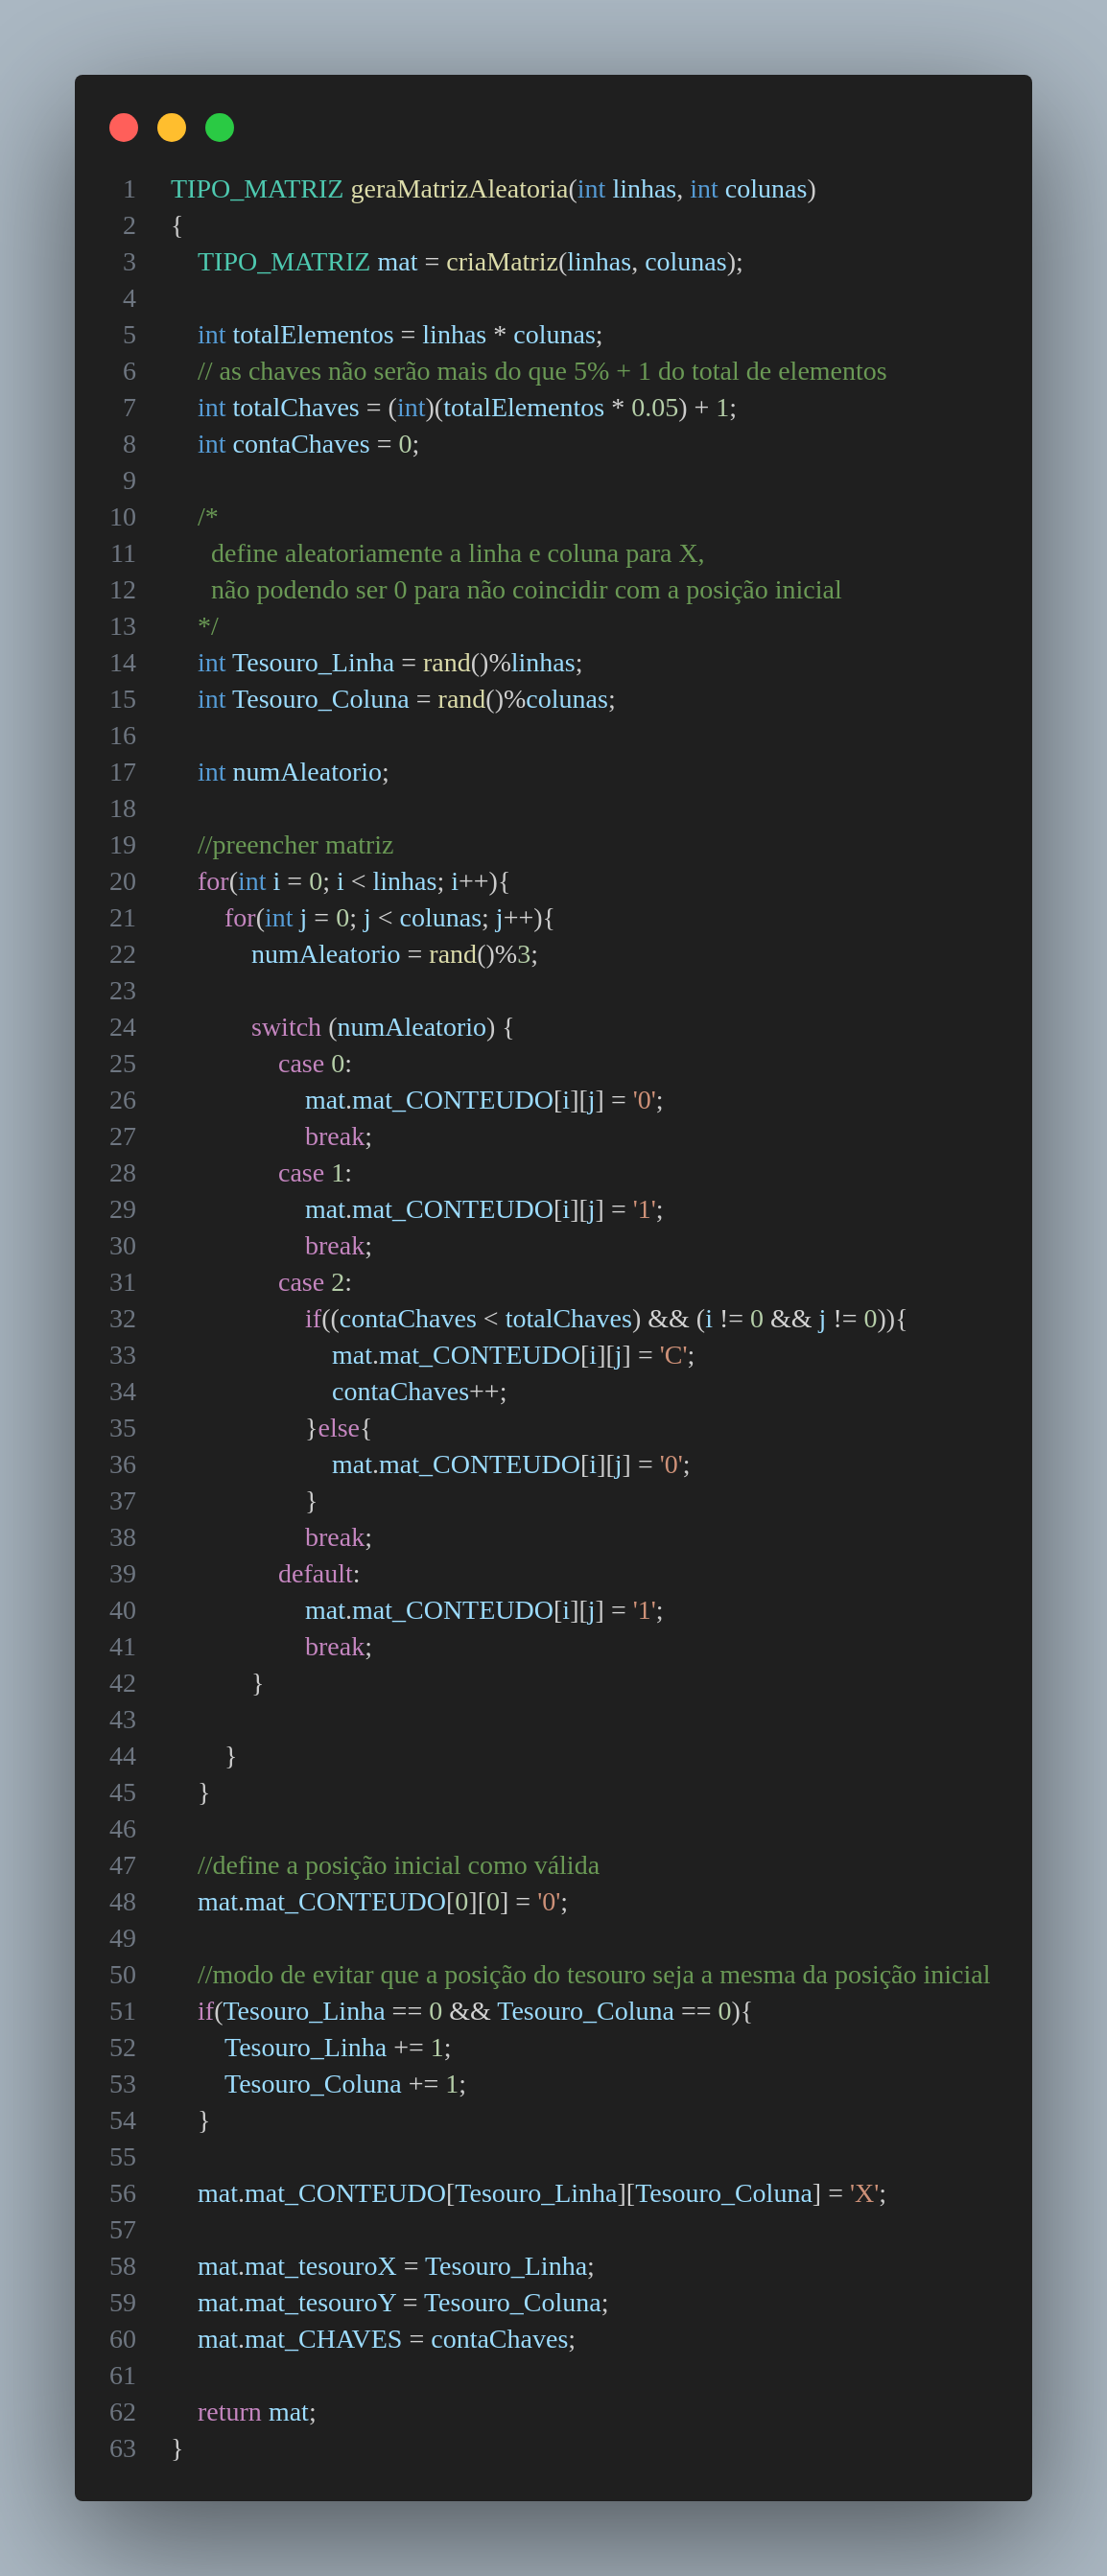 1 TIPO_MATRIZ geraMatrizAleatoria(int linhas, int colunas)
2 {
3     TIPO_MATRIZ mat = criaMatriz(linhas, colunas);
4
5     int totalElementos = linhas * colunas;
6     // as chaves não serão mais do que 5% + 1 do total de elementos
7     int totalChaves = (int)(totalElementos * 0.05) + 1;
8     int contaChaves = 0;
9
10     /*
11       define aleatoriamente a linha e coluna para X,
12       não podendo ser 0 para não coincidir com a posição inicial
13     */
14     int Tesouro_Linha = rand()%linhas;
15     int Tesouro_Coluna = rand()%colunas;
16
17     int numAleatorio;
18
19     //preencher matriz
20     for(int i = 0; i < linhas; i++){
21         for(int j = 0; j < colunas; j++){
22             numAleatorio = rand()%3;
23
24             switch (numAleatorio) {
25                 case 0:
26                     mat.mat_CONTEUDO[i][j] = '0';
27                     break;
28                 case 1:
29                     mat.mat_CONTEUDO[i][j] = '1';
30                     break;
31                 case 2:
32                     if((contaChaves < totalChaves) && (i != 0 && j != 0)){
33                         mat.mat_CONTEUDO[i][j] = 'C';
34                         contaChaves++;
35                     }else{
36                         mat.mat_CONTEUDO[i][j] = '0';
37                     }
38                     break;
39                 default:
40                     mat.mat_CONTEUDO[i][j] = '1';
41                     break;
42             }
43
44         }
45     }
46
47     //define a posição inicial como válida
48     mat.mat_CONTEUDO[0][0] = '0';
49
50     //modo de evitar que a posição do tesouro seja a mesma da posição inicial
51     if(Tesouro_Linha == 0 && Tesouro_Coluna == 0){
52         Tesouro_Linha += 1;
53         Tesouro_Coluna += 1;
54     }
55
56     mat.mat_CONTEUDO[Tesouro_Linha][Tesouro_Coluna] = 'X';
57
58     mat.mat_tesouroX = Tesouro_Linha;
59     mat.mat_tesouroY = Tesouro_Coluna;
60     mat.mat_CHAVES = contaChaves;
61
62     return mat;
63 }